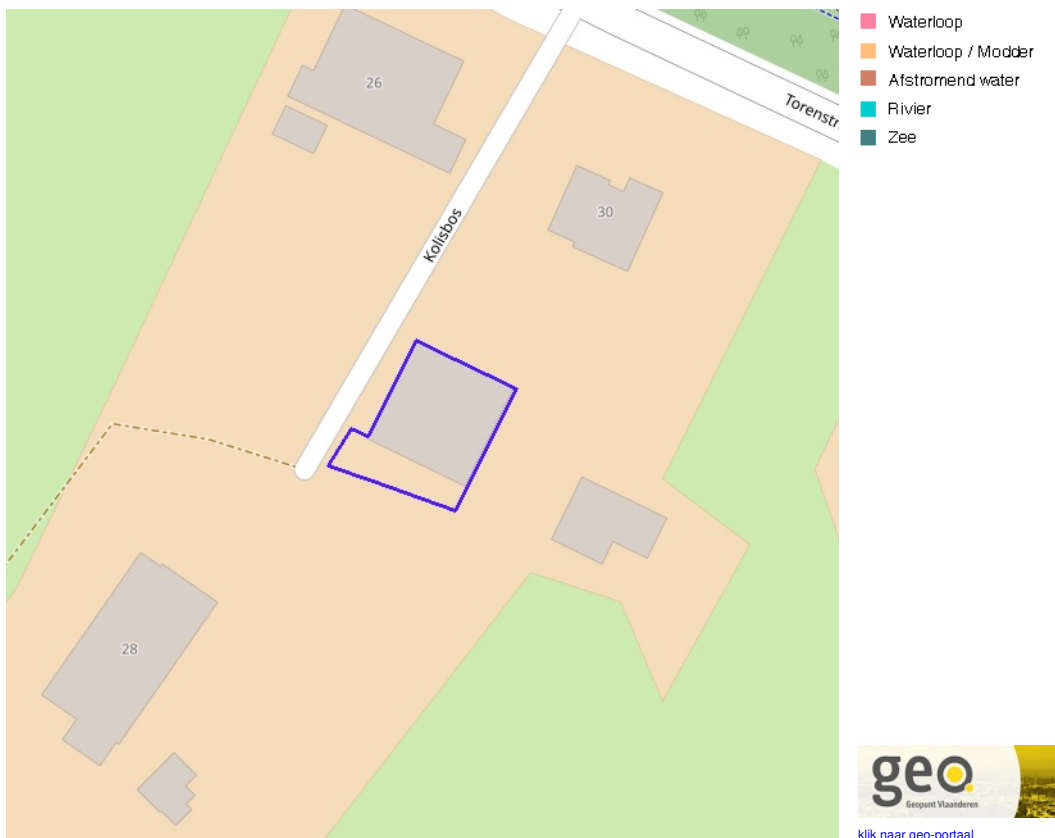 26
Torenstr
30
Kolisbos
28
Waterloop
Waterloop / Modder
Afstromend water
Rivier
Zee
geo
Geopunt Vlaanderen
klik naar geo-portaal